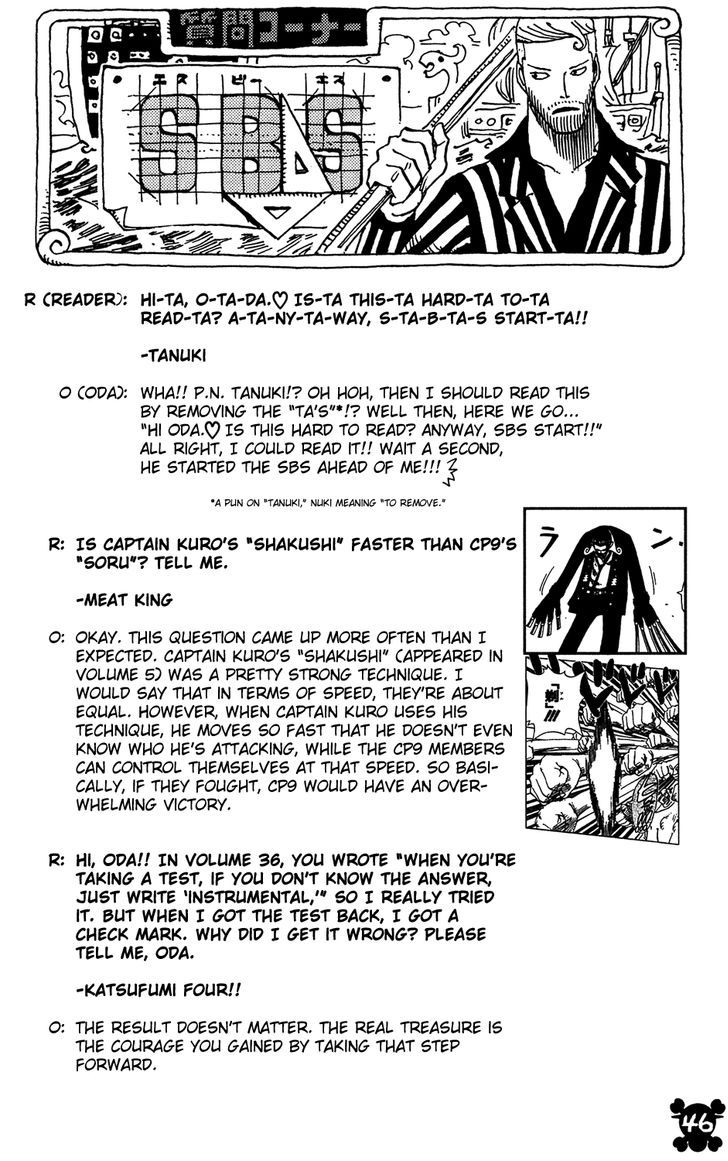 質問コーナー
エス ビー エス
SBS
R (READER): HI-TA, O-TA-DA.♡ IS-TA THIS-TA HARD-TA TO-TA
READ-TA? A-TA-NY-TA-WAY, S-TA-B-TA-S START-TA!!
-TANUKI
O (ODA): WHA!! P.N. TANUKI!? OH HOH, THEN I SHOULD READ THIS
BY REMOVING THE "TA'S"*!? WELL THEN, HERE WE GO...
"HI ODA.♡ IS THIS HARD TO READ? ANYWAY, SBS START!!"
ALL RIGHT, I COULD READ IT!! WAIT A SECOND,
HE STARTED THE SBS AHEAD OF ME!!!
*A PUN ON "TANUKI," NUKI MEANING "TO REMOVE."
R: IS CAPTAIN KURO'S "SHAKUSHI" FASTER THAN CP9'S
"SORU"? TELL ME.
-MEAT KING
O: OKAY. THIS QUESTION CAME UP MORE OFTEN THAN I
EXPECTED. CAPTAIN KURO'S "SHAKUSHI" (APPEARED IN
VOLUME 5) WAS A PRETTY STRONG TECHNIQUE. I
WOULD SAY THAT IN TERMS OF SPEED, THEY'RE ABOUT
EQUAL. HOWEVER, WHEN CAPTAIN KURO USES HIS
TECHNIQUE, HE MOVES SO FAST THAT HE DOESN'T EVEN
KNOW WHO HE'S ATTACKING, WHILE THE CP9 MEMBERS
CAN CONTROL THEMSELVES AT THAT SPEED. SO BASI-
CALLY, IF THEY FOUGHT, CP9 WOULD HAVE AN OVER-
WHELMING VICTORY.
ラン
R: HI, ODA!! IN VOLUME 36, YOU WROTE "WHEN YOU'RE
TAKING A TEST, IF YOU DON'T KNOW THE ANSWER,
JUST WRITE 'INSTRUMENTAL,'" SO I REALLY TRIED
IT. BUT WHEN I GOT THE TEST BACK, I GOT A
CHECK MARK. WHY DID I GET IT WRONG? PLEASE
TELL ME, ODA.
-KATSUFUMI FOUR!!
O: THE RESULT DOESN'T MATTER. THE REAL TREASURE IS
THE COURAGE YOU GAINED BY TAKING THAT STEP
FORWARD.
46